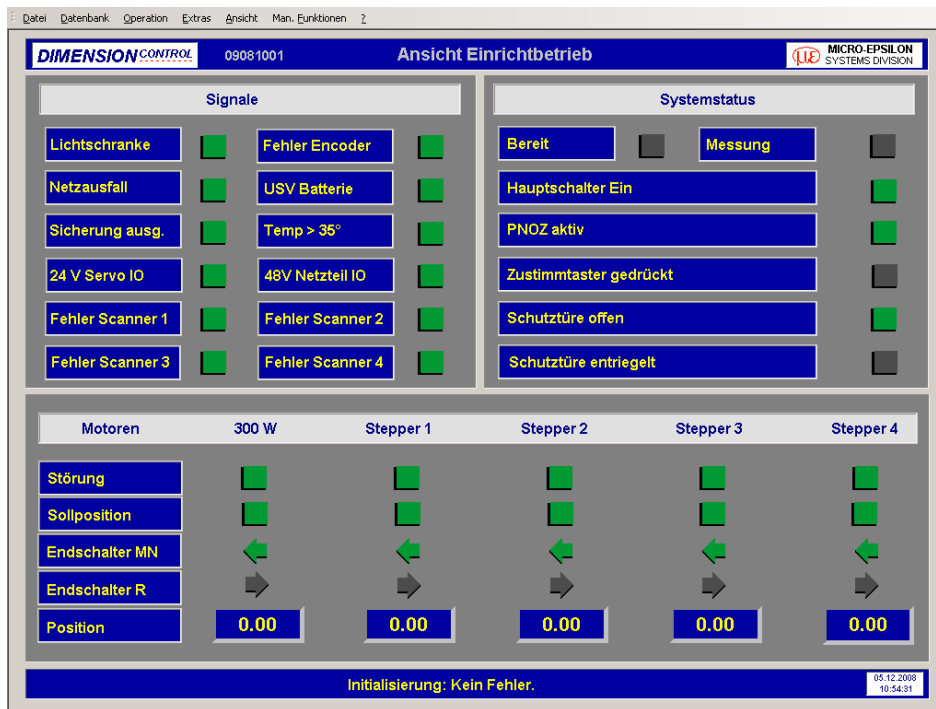 Datei Datenbank Operation Extras Ansicht Man. Funktionen ?
DIMENSION CONTROL 09081001 Ansicht Einrichtbetrieb
MICRO-EPSILON
SYSTEMS DIVISION
Signale
Lichtschranke Fehler Encoder
Netzausfall USV Batterie
Sicherung ausg. Temp > 35°
24 V Servo IO 48V Netzteil IO
Fehler Scanner 1 Fehler Scanner 2
Fehler Scanner 3 Fehler Scanner 4
Systemstatus
Bereit Messung
Hauptschalter Ein
PNOZ aktiv
Zustimmtaster gedrückt
Schutztüre offen
Schutztüre entriegelt
Motoren 300 W Stepper 1 Stepper 2 Stepper 3 Stepper 4
Störung
Sollposition
Endschalter MN
Endschalter R
Position 0.00 0.00 0.00 0.00 0.00
Initialisierung: Kein Fehler.
05.12.2008
10:54:31